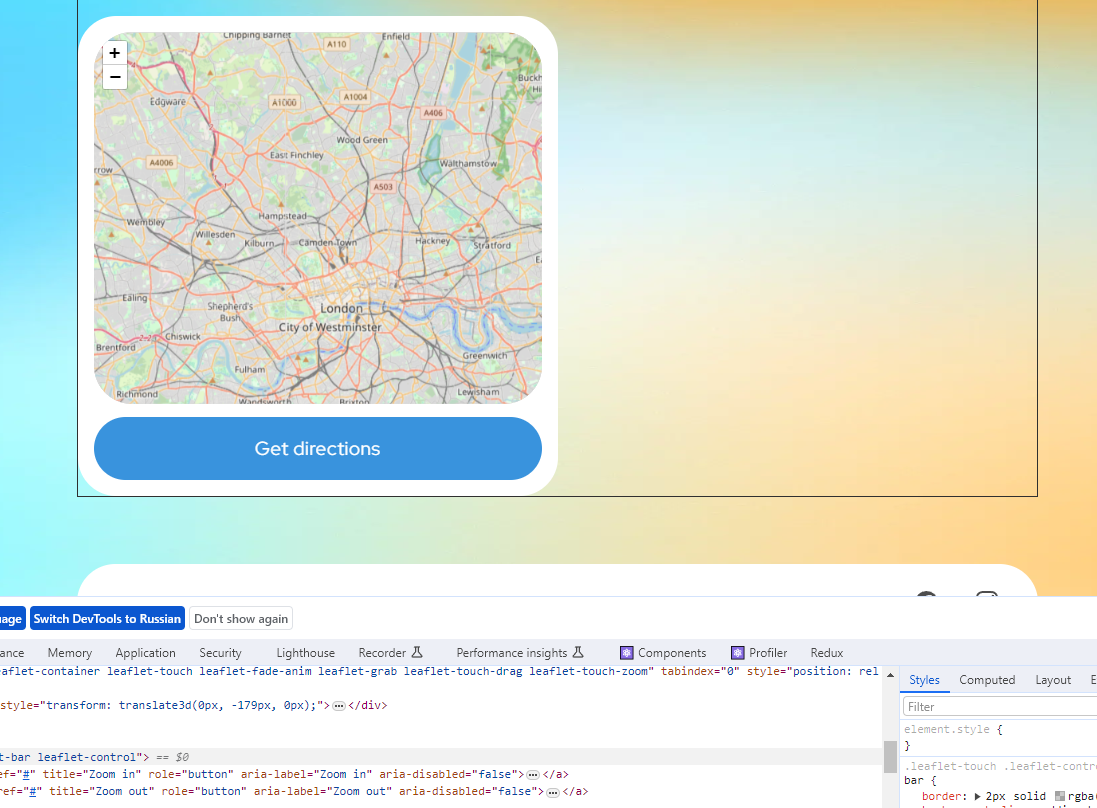 Chipping Barnet
Enfield
A110
+
−
Edgware
A1000
A1004
A406
Buckh
Hi
Wood Green
East Finchley
Walthamstow
A4006
rrow
A503
Hampstead
Wembley
Willesden
Kilburn
Camden Town
Hackney
Stratford
Ealing
Shepherd's
Bush
London
City of Westminster
Chiswick
Brentford
Greenwich
Fulham
Richmond
Wandsworth
Brixton
Lewisham
Get directions
uage
Switch DevTools to Russian
Don't show again
ance Memory Application Security Lighthouse Recorder Performance insights Components Profiler Redux
eaflet-container leaflet-touch leaflet-fade-anim leaflet-grab leaflet-touch-drag leaflet-touch-zoom" tabindex="0" style="position: rel
style="transform: translate3d(0px, -179px, 0px);">…</div>
t-bar leaflet-control"> == $0
ef="#" title="Zoom in" role="button" aria-label="Zoom in" aria-disabled="false">…</a>
ref="#" title="Zoom out" role="button" aria-label="Zoom out" aria-disabled="false">…</a>
Styles Computed Layout E
Filter
element.style {
}
.leaflet-touch .leaflet-contro
bar {
border: ▶ 2px solid rgba(